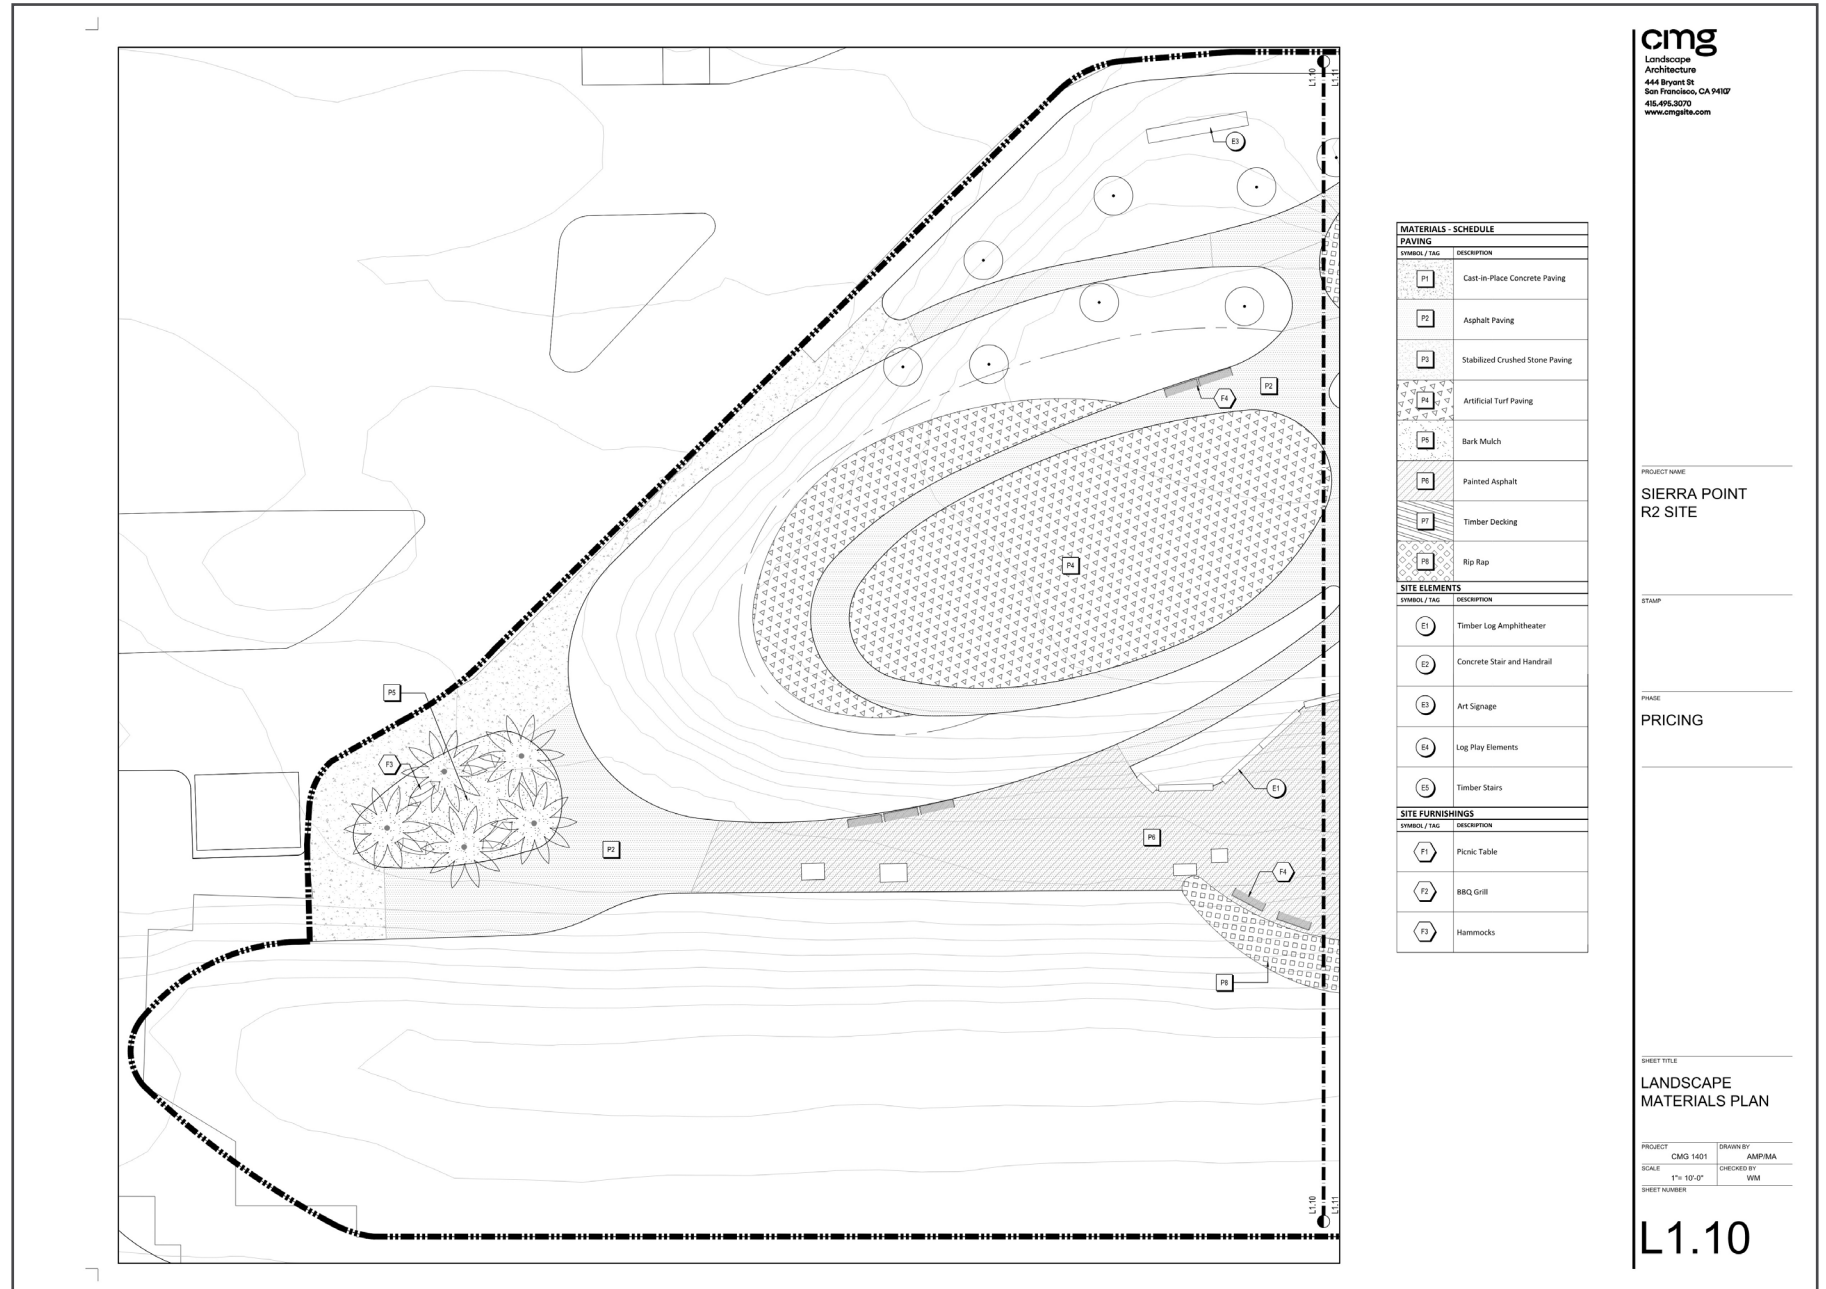 cmg
Landscape
Architecture
444 Bryant St
San Francisco, CA 94107
415.495.3070
www.cmgsite.com
L1.10
L1.11
E3
F4
P2
P4
P5
F3
P2
P6
E1
F4
P8
L1.10
L1.11
MATERIALS - SCHEDULE
PAVING
SYMBOL / TAG DESCRIPTION
P1 Cast-in-Place Concrete Paving
P2 Asphalt Paving
P3 Stabilized Crushed Stone Paving
P4 Artificial Turf Paving
P5 Bark Mulch
P6 Painted Asphalt
P7 Timber Decking
P8 Rip Rap
SITE ELEMENTS
SYMBOL / TAG DESCRIPTION
E1 Timber Log Amphitheater
E2 Concrete Stair and Handrail
E3 Art Signage
E4 Log Play Elements
E5 Timber Stairs
SITE FURNISHINGS
SYMBOL / TAG DESCRIPTION
F1 Picnic Table
F2 BBQ Grill
F3 Hammocks
PROJECT NAME
SIERRA POINT
R2 SITE
STAMP
PHASE
PRICING
SHEET TITLE
LANDSCAPE
MATERIALS PLAN
PROJECT DRAWN BY
CMG 1401 AMP/MA
SCALE CHECKED BY
1"= 10'-0" WM
SHEET NUMBER
L1.10